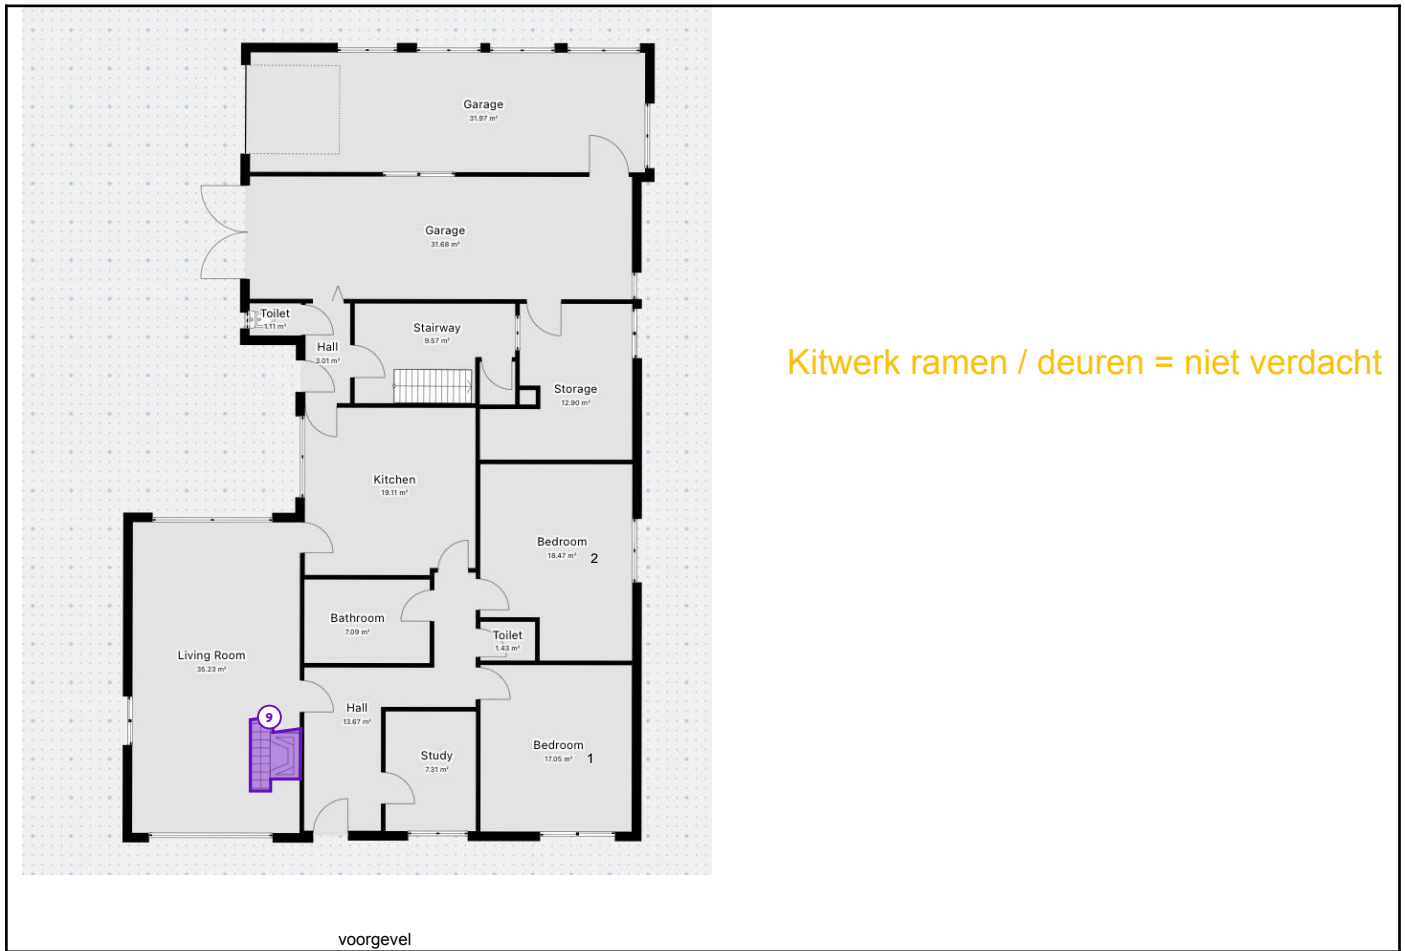 Garage
31.97 m²
Garage
31.68 m²
Toilet
1.11 m²
Hall
3.01 m²
Stairway
9.57 m²
Storage
12.90 m²
Kitwerk ramen / deuren = niet verdacht
Kitchen
19.11 m²
Bedroom
18.47 m²
2
Bathroom
7.09 m²
Toilet
1.43 m²
Living Room
35.23 m²
9
Hall
13.67 m²
Study
7.31 m²
Bedroom
17.05 m²
1
voorgevel